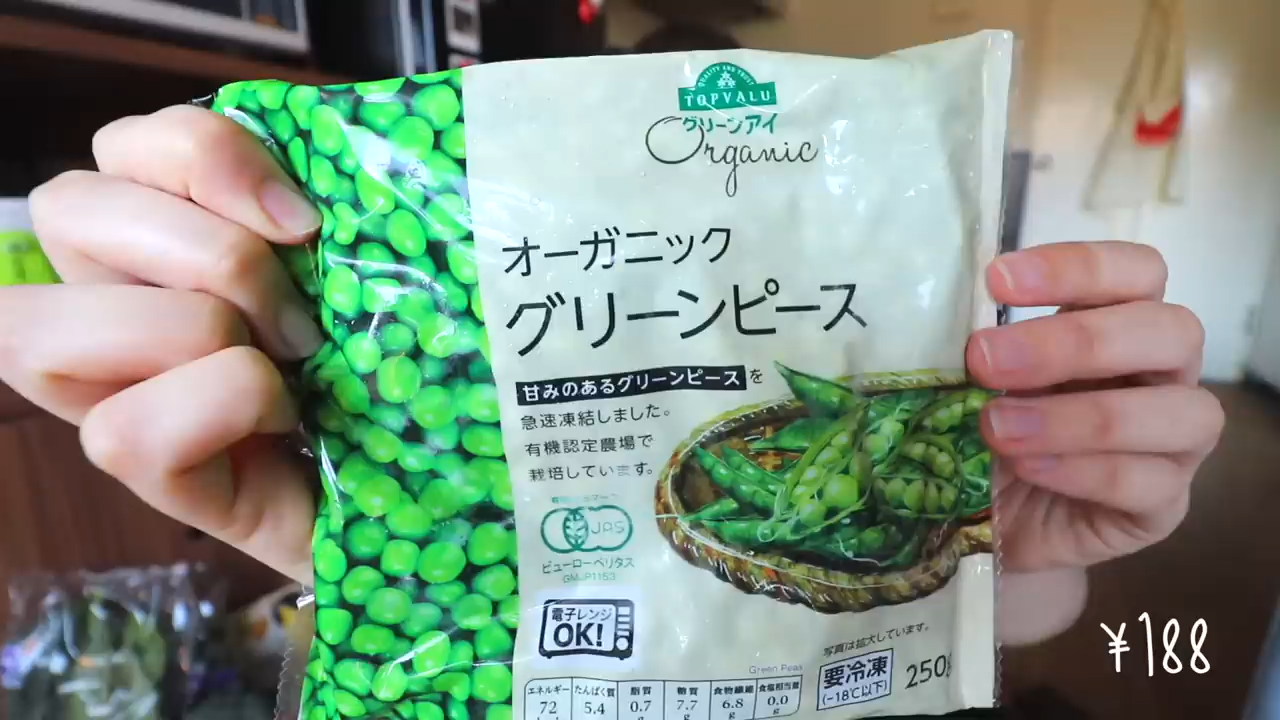 QUALITY AND TRUST
TOPVALU
グリーンアイ
Organic
オーガニック
グリーンピース
甘みのあるグリーンピースを
急速凍結しました。
有機認定農場で
栽培しています。
JAS
ビューローベリタス
電子レンジ
OK!
写真は拡大しています。
Green Peas
要冷凍
(-18℃以下)
250g
エネルギー たんぱく質 脂質 糖質 食物繊維 食塩相当量
72 5.4 0.7 7.7 6.8 0.0
g g g
¥188